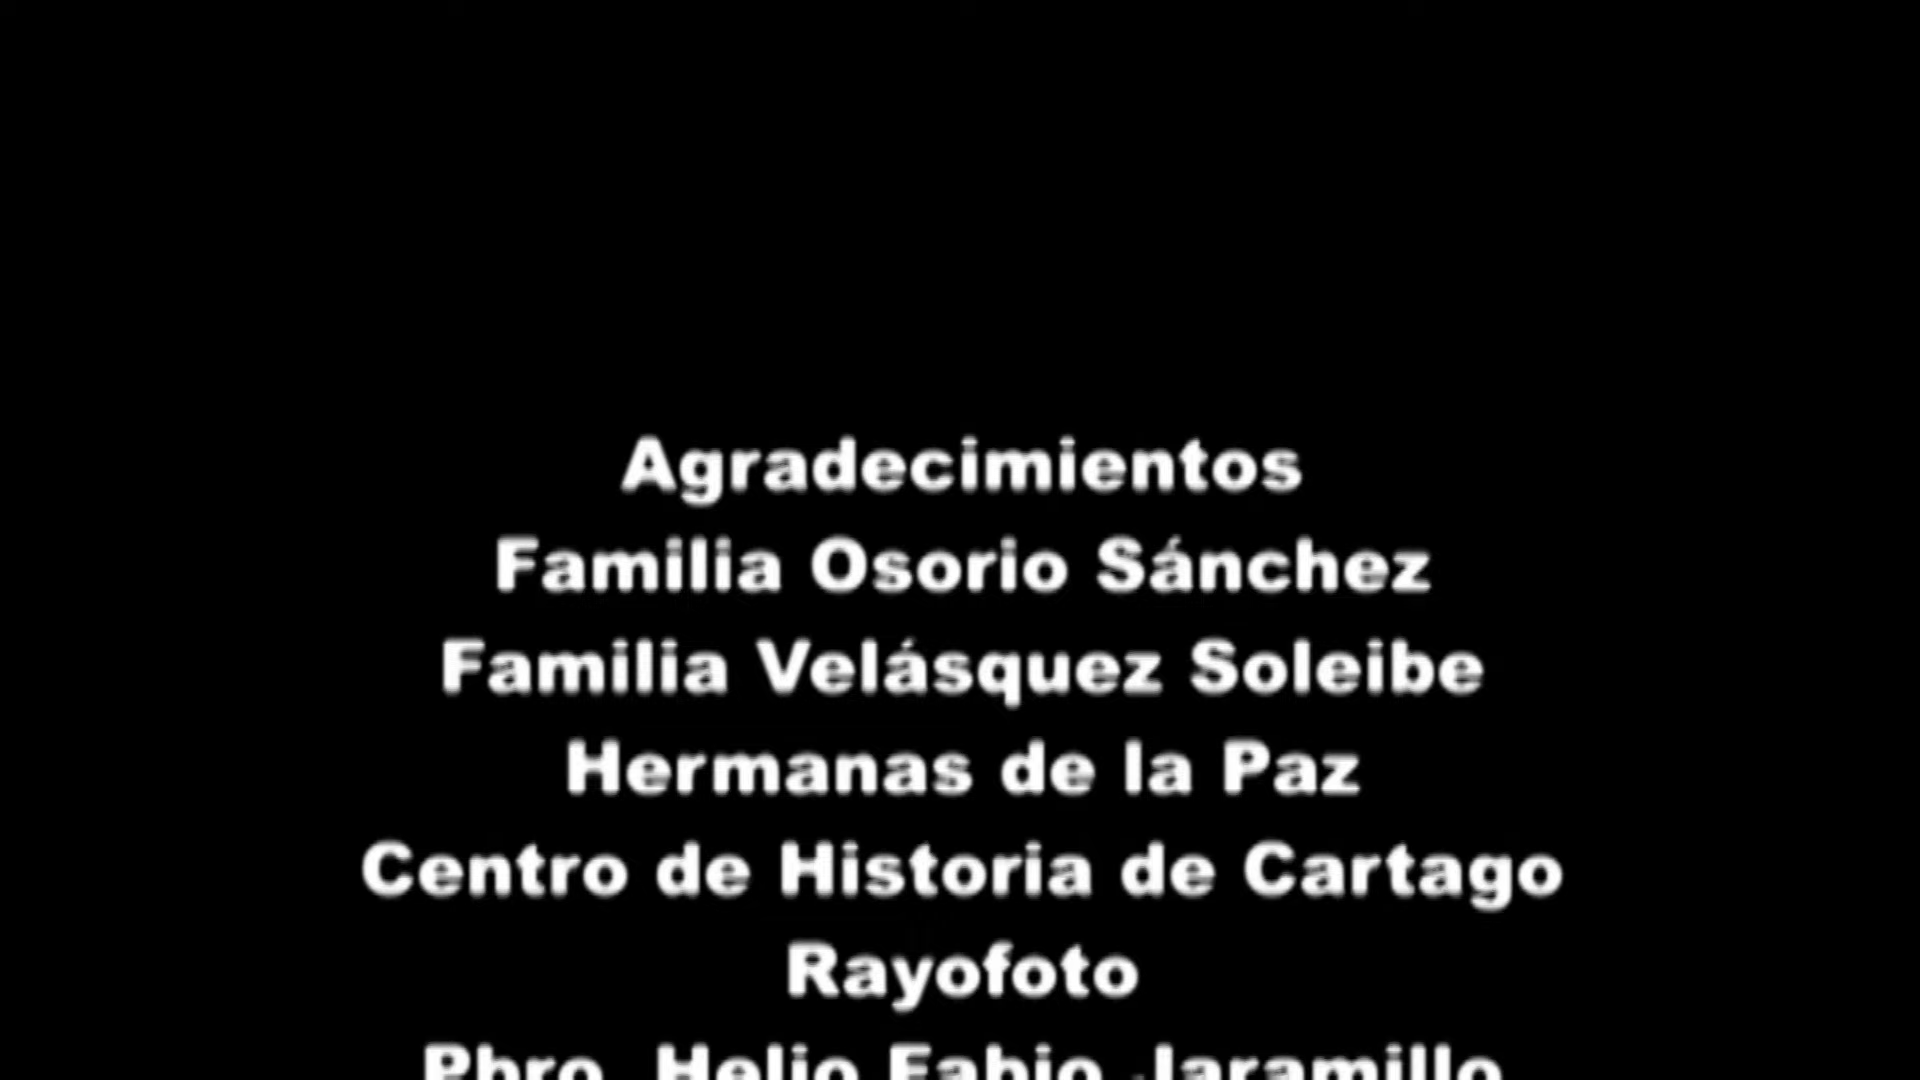 Agradecimientos
Familia Osorio Sánchez
Familia Velásquez Soleibe
Hermanas de la Paz
Centro de Historia de Cartago
Rayofoto
Pbro. Helio Fabio Jaramillo